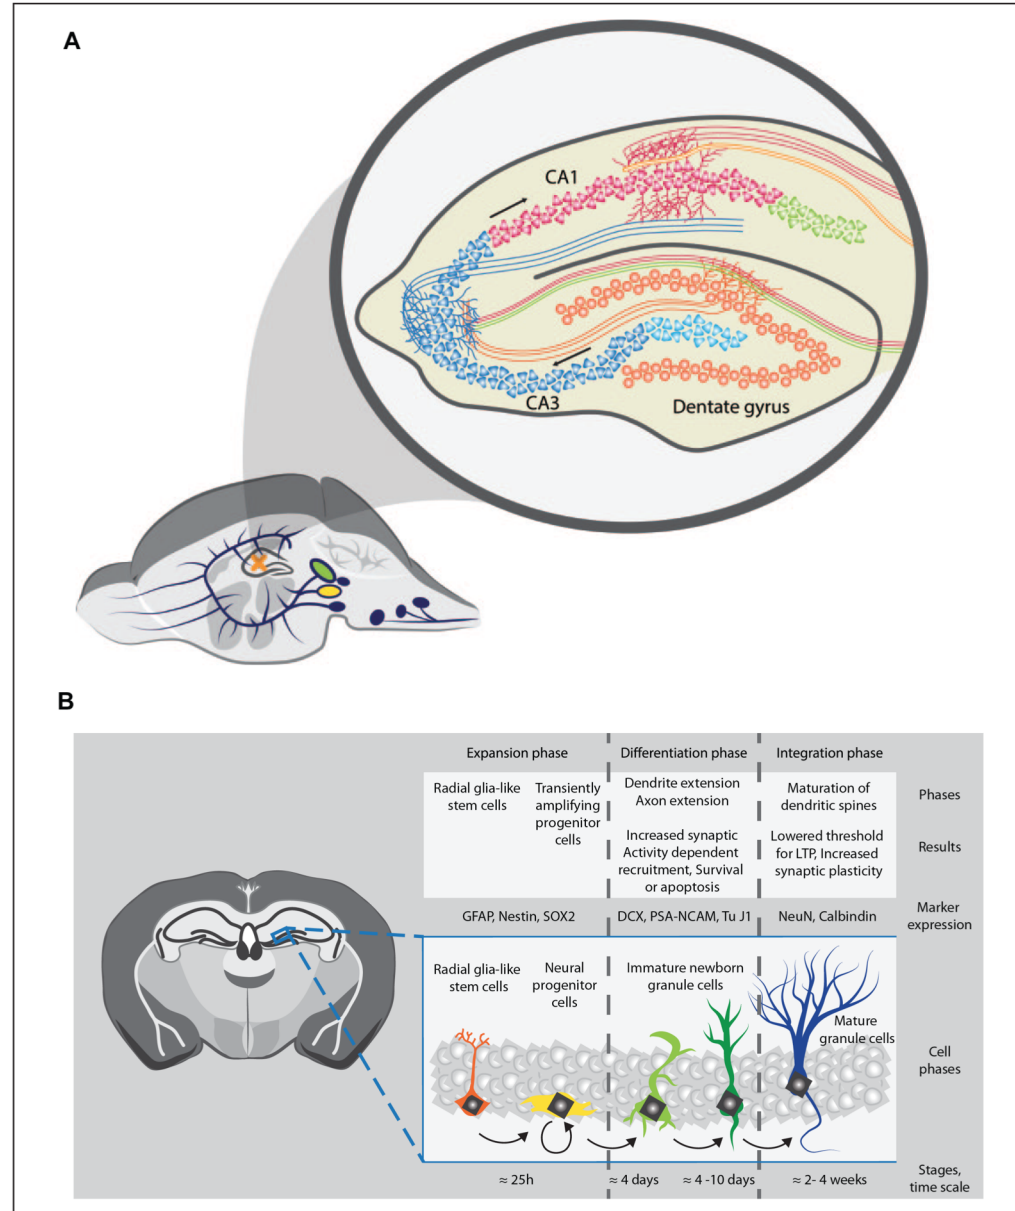 A
CA1
CA3
Dentate gyrus
B
Expansion phase
Differentiation phase
Integration phase
Radial glia-like
stem cells
Transiently
amplifying
progenitor
cells
Dendrite extension
Axon extension
Maturation of
dendritic spines
Phases
Increased synaptic
Activity dependent
recruitment, Survival
or apoptosis
Lowered threshold
for LTP, Increased
synaptic plasticity
Results
GFAP, Nestin, SOX2
DCX, PSA-NCAM, Tu J1
NeuN, Calbindin
Marker
expression
Radial glia-like
stem cells
Neural
progenitor
cells
Immature newborn
granule cells
Mature
granule cells
Cell
phases
≈ 25h
≈ 4 days
≈ 4 -10 days
≈ 2- 4 weeks
Stages,
time scale